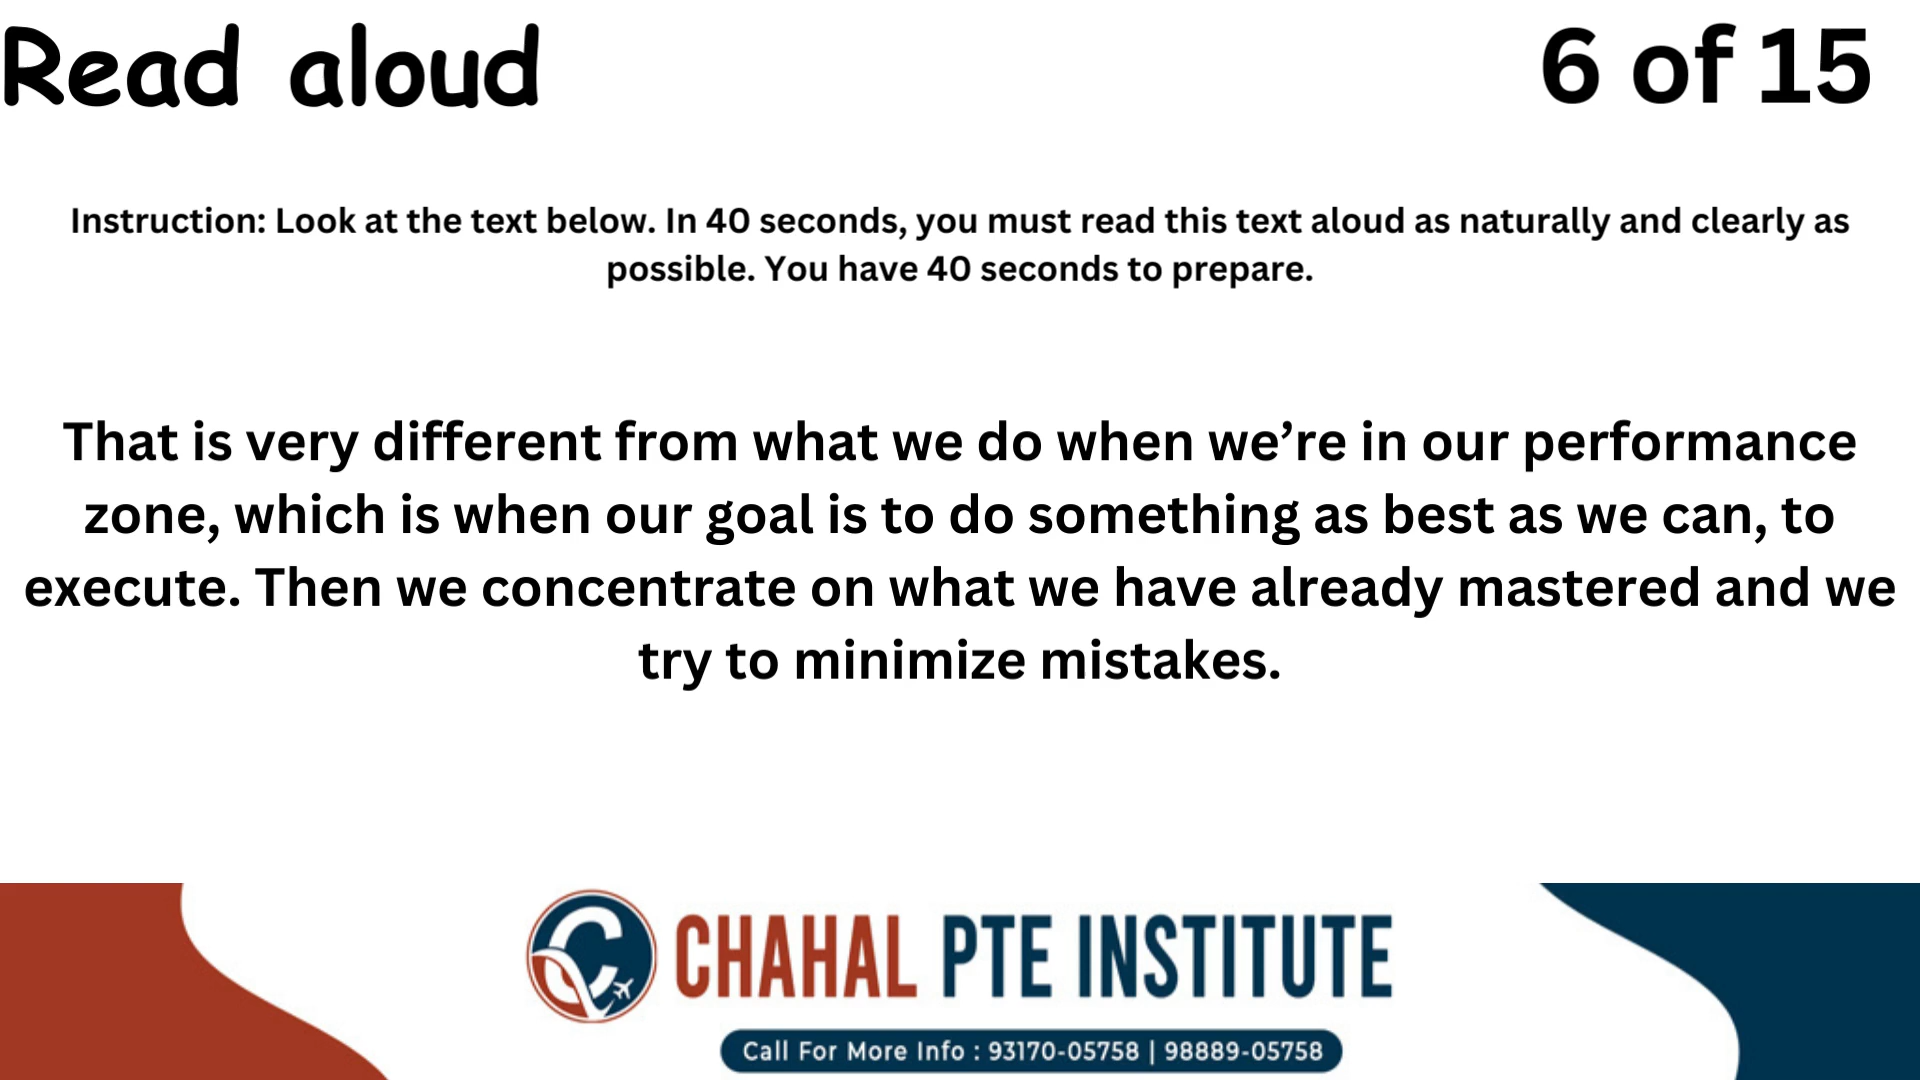 Read aloud
6 of 15
Instruction: Look at the text below. In 40 seconds, you must read this text aloud as naturally and clearly as
possible. You have 40 seconds to prepare.
That is very different from what we do when we’re in our performance
zone, which is when our goal is to do something as best as we can, to
execute. Then we concentrate on what we have already mastered and we
try to minimize mistakes.
CHAHAL PTE INSTITUTE
Call For More Info : 93170-05758 | 98889-05758